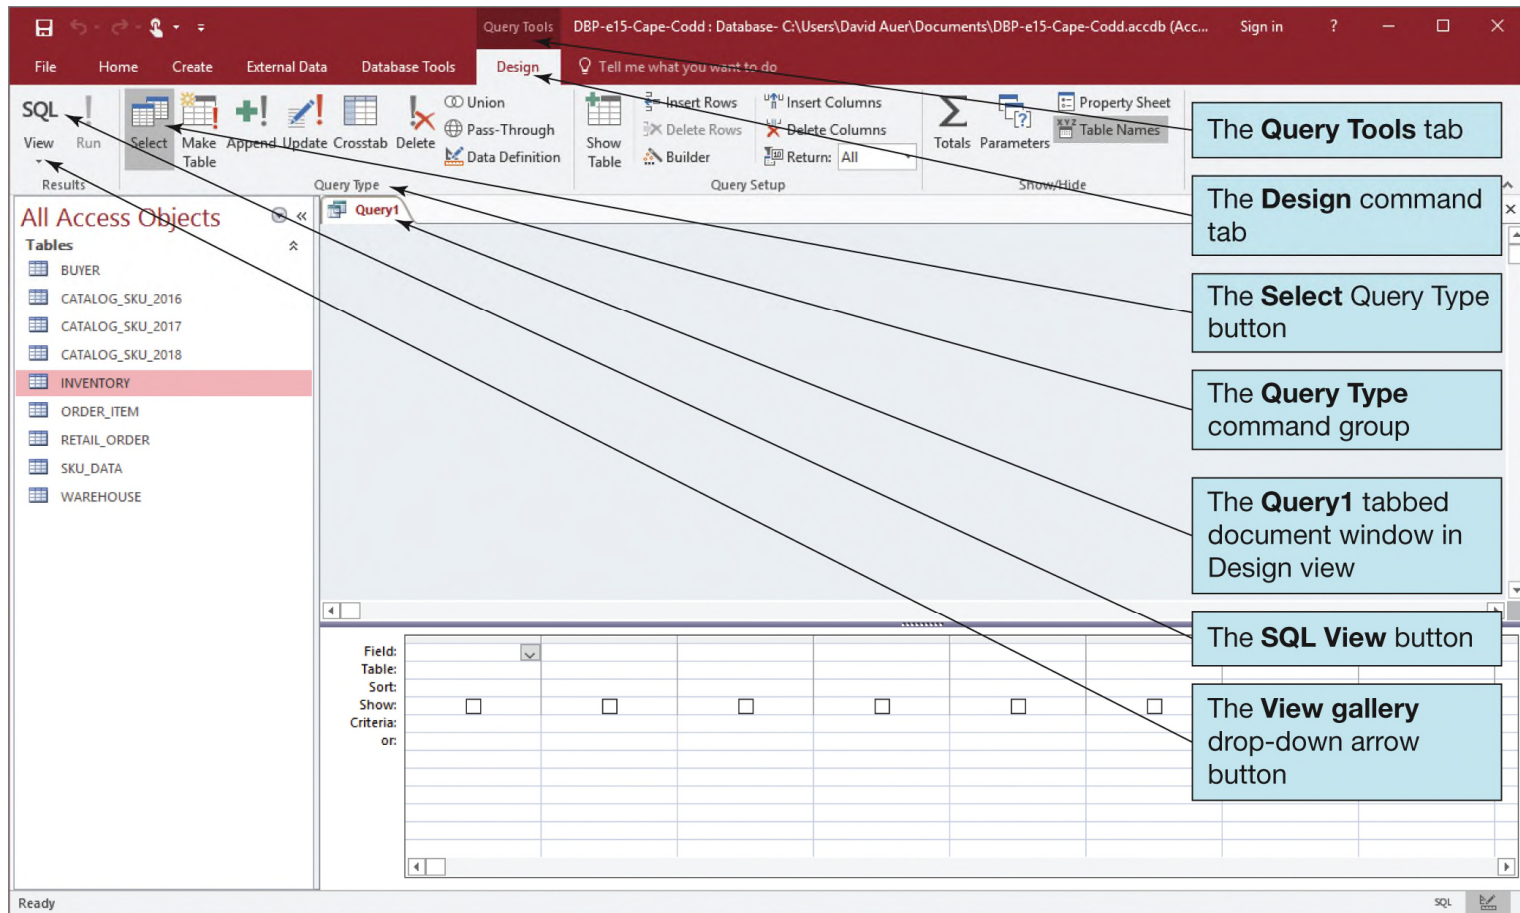 Query Tools DBP-e15-Cape-Codd : Database- C:\Users\David Auer\Documents\DBP-e15-Cape-Codd.accdb (Acc... Sign in ?
File Home Create External Data Database Tools Design Tell me what you want to do
SQL
View
Run
Select
Make
Table
Append
Update
Crosstab
Delete
Union
Pass-Through
Data Definition
Show
Table
Insert Rows
Delete Rows
Builder
Insert Columns
Delete Columns
Return: All
Totals
Parameters
Property Sheet
XYZ Table Names
Results
Query Type
Query Setup
Show/Hide
All Access Objects
Tables
BUYER
CATALOG_SKU_2016
CATALOG_SKU_2017
CATALOG_SKU_2018
INVENTORY
ORDER_ITEM
RETAIL_ORDER
SKU_DATA
WAREHOUSE
Query1
Field:
Table:
Sort:
Show:
Criteria:
or:
The Query Tools tab
The Design command
tab
The Select Query Type
button
The Query Type
command group
The Query1 tabbed
document window in
Design view
The SQL View button
The View gallery
drop-down arrow
button
Ready
SQL